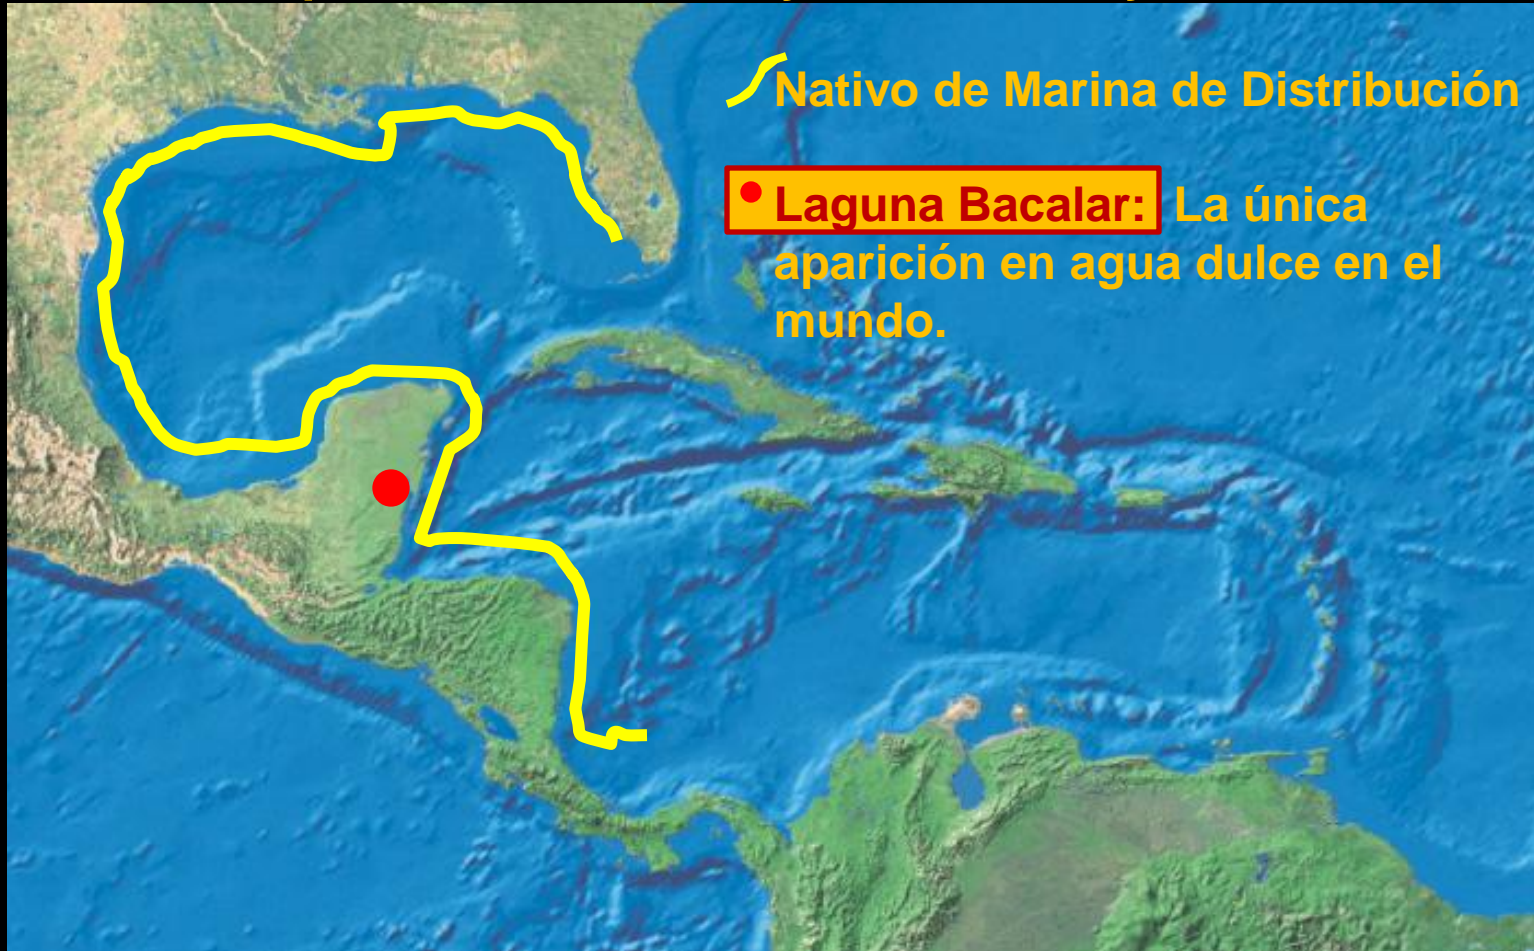 Nativo de Marina de Distribución
Laguna Bacalar: La única
aparición en agua dulce en el
mundo.